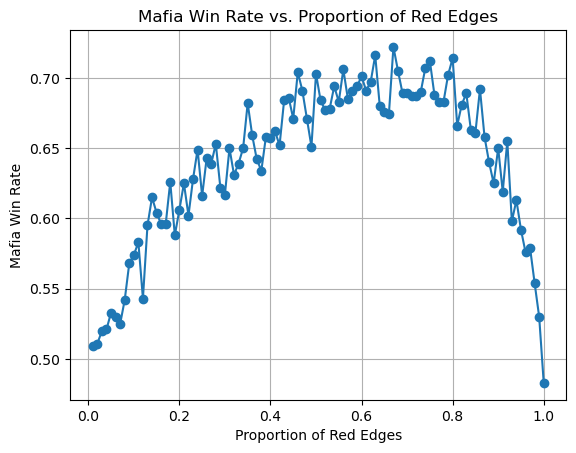 Mafia Win Rate vs. Proportion of Red Edges
Mafia Win Rate
0.70
0.65
0.60
0.55
0.50
0.0 0.2 0.4 0.6 0.8 1.0
Proportion of Red Edges